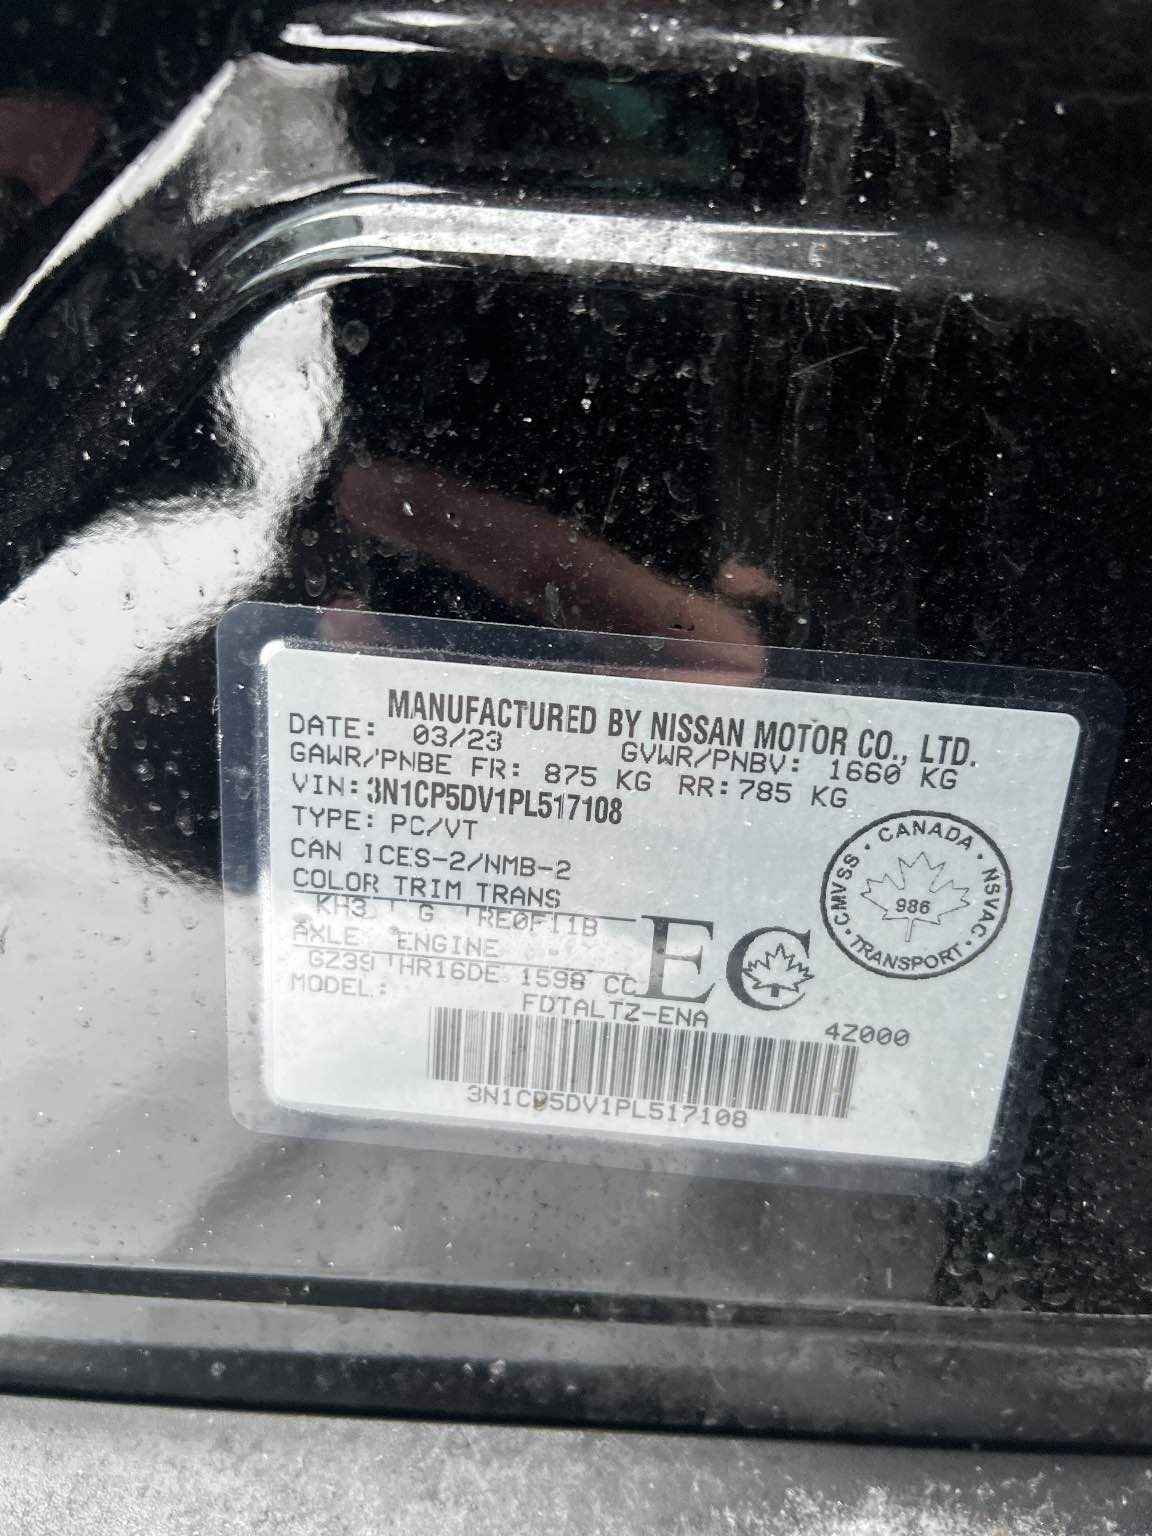 MANUFACTURED BY NISSAN MOTOR CO., LTD.
DATE: 03/23 GVWR/PNBV: 1660 KG
GAWR/PNBE FR: 875 KG RR: 785 KG
VIN: 3N1CP5DV1PL517108
TYPE: PC/VT
CAN ICES-2/NMB-2
COLOR TRIM TRANS
KH3 G RE0F11B
AXLE ENGINE
GZ39 HR16DE 1598 CC
MODEL: FDTALTZ-ENA
EC
CANADA · NSVAC · TRANSPORT · CMVSS ·
986
4Z000
3N1CP5DV1PL517108